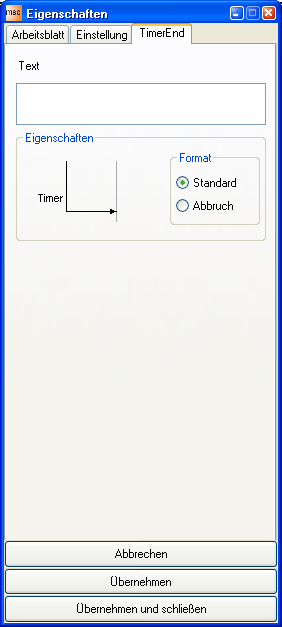 msc Eigenschaften
Arbeitsblatt Einstellung TimerEnd
Text
Eigenschaften
Format
Timer
Standard
Abbruch
Abbrechen
Übernehmen
Übernehmen und schließen